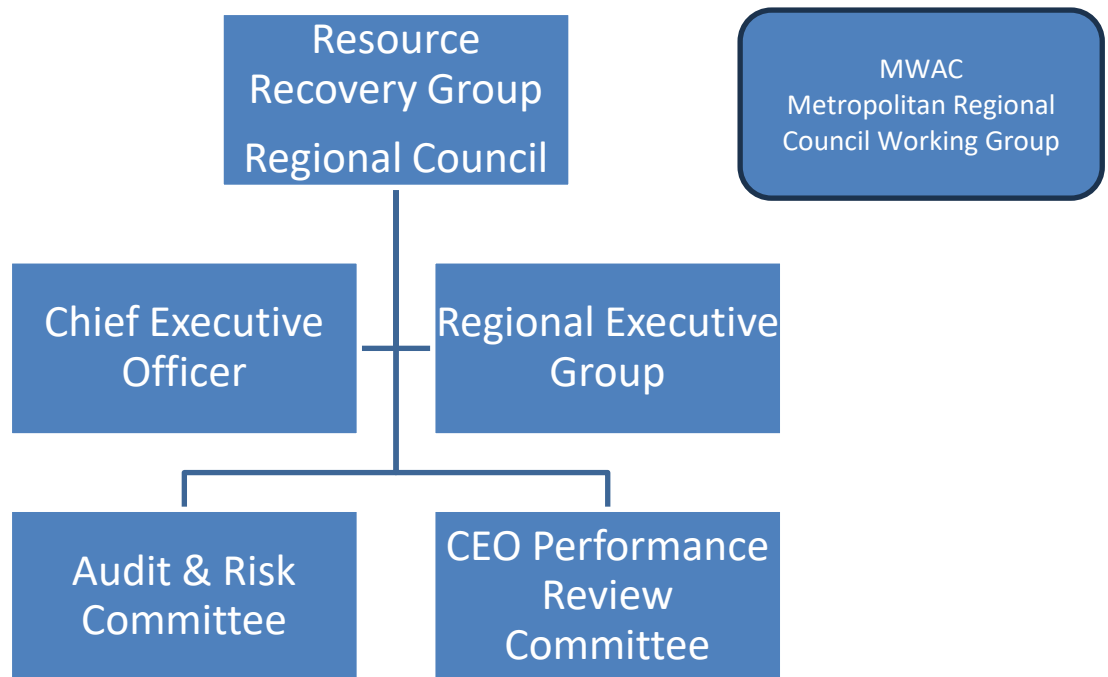 Resource
Recovery Group
Regional Council
MWAC
Metropolitan Regional
Council Working Group
Chief Executive
Officer
Regional Executive
Group
Audit & Risk
Committee
CEO Performance
Review
Committee